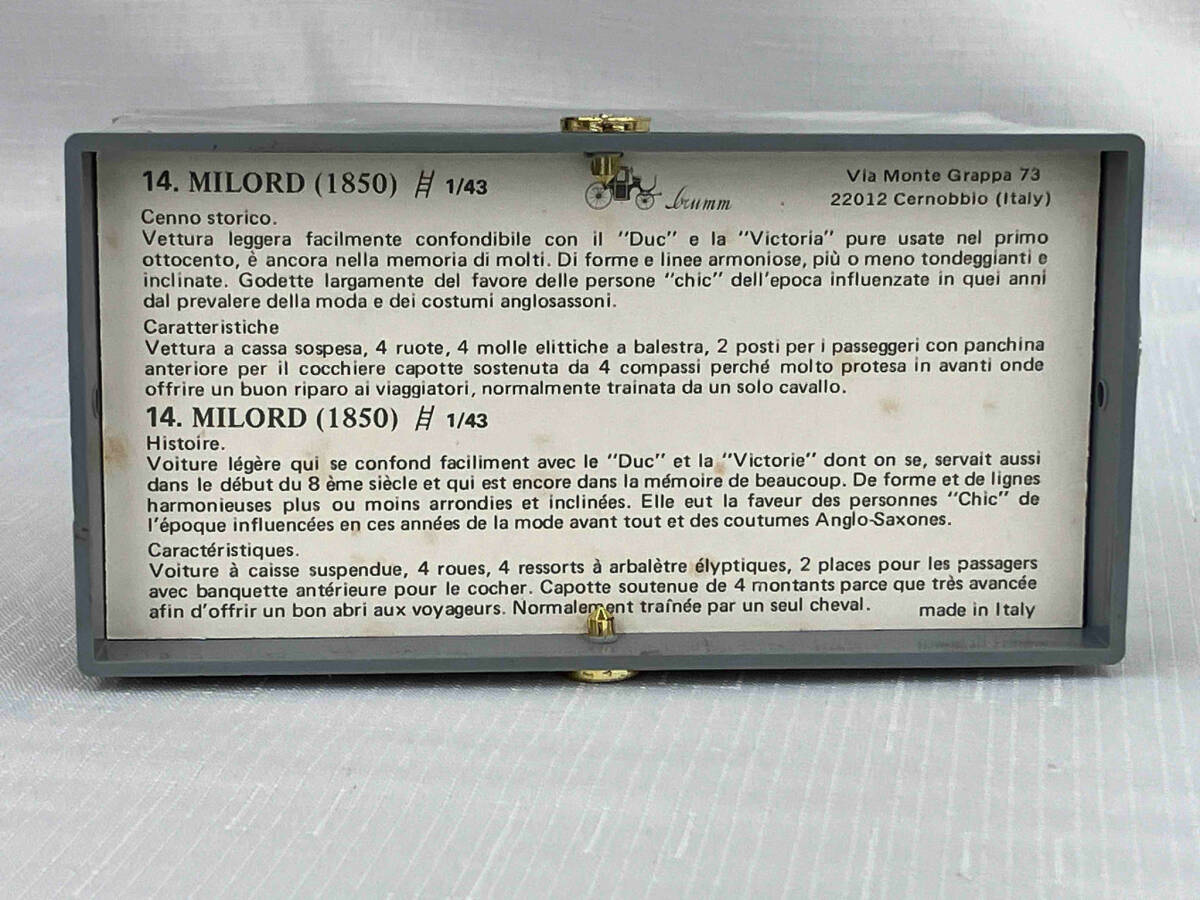 14. MILORD (1850) 1/43
brumm
Via Monte Grappa 73
22012 Cernobbio (Italy)
Cenno storico.
Vettura leggera facilmente confondibile con il "Duc" e la "Victoria" pure usate nel primo
ottocento, è ancora nella memoria di molti. Di forme e linee armoniose, più o meno tondeggianti e
inclinate. Godette largamente del favore delle persone "chic" dell'epoca influenzate in quei anni
dal prevalere della moda e dei costumi anglosassoni.
Caratteristiche
Vettura a cassa sospesa, 4 ruote, 4 molle elittiche a balestra, 2 posti per i passeggeri con panchina
anteriore per il cocchiere capotte sostenuta da 4 compassi perché molto protesa in avanti onde
offrire un buon riparo ai viaggiatori, normalmente trainata da un solo cavallo.
14. MILORD (1850) 1/43
Histoire.
Voiture légère qui se confond faciliment avec le "Duc" et la "Victorie" dont on se, servait aussi
dans le début du 8 ème siècle et qui est encore dans la mémoire de beaucoup. De forme et de lignes
harmonieuses plus ou moins arrondies et inclinées. Elle eut la faveur des personnes "Chic" de
l'époque influencées en ces années de la mode avant tout et des coutumes Anglo-Saxones.
Caractéristiques.
Voiture à caisse suspendue, 4 roues, 4 ressorts à arbalètre élyptiques, 2 places pour les passagers
avec banquette antérieure pour le cocher. Capotte soutenue de 4 montants parce que très avancée
afin d'offrir un bon abri aux voyageurs. Normalement traînée par un seul cheval.
made in Italy